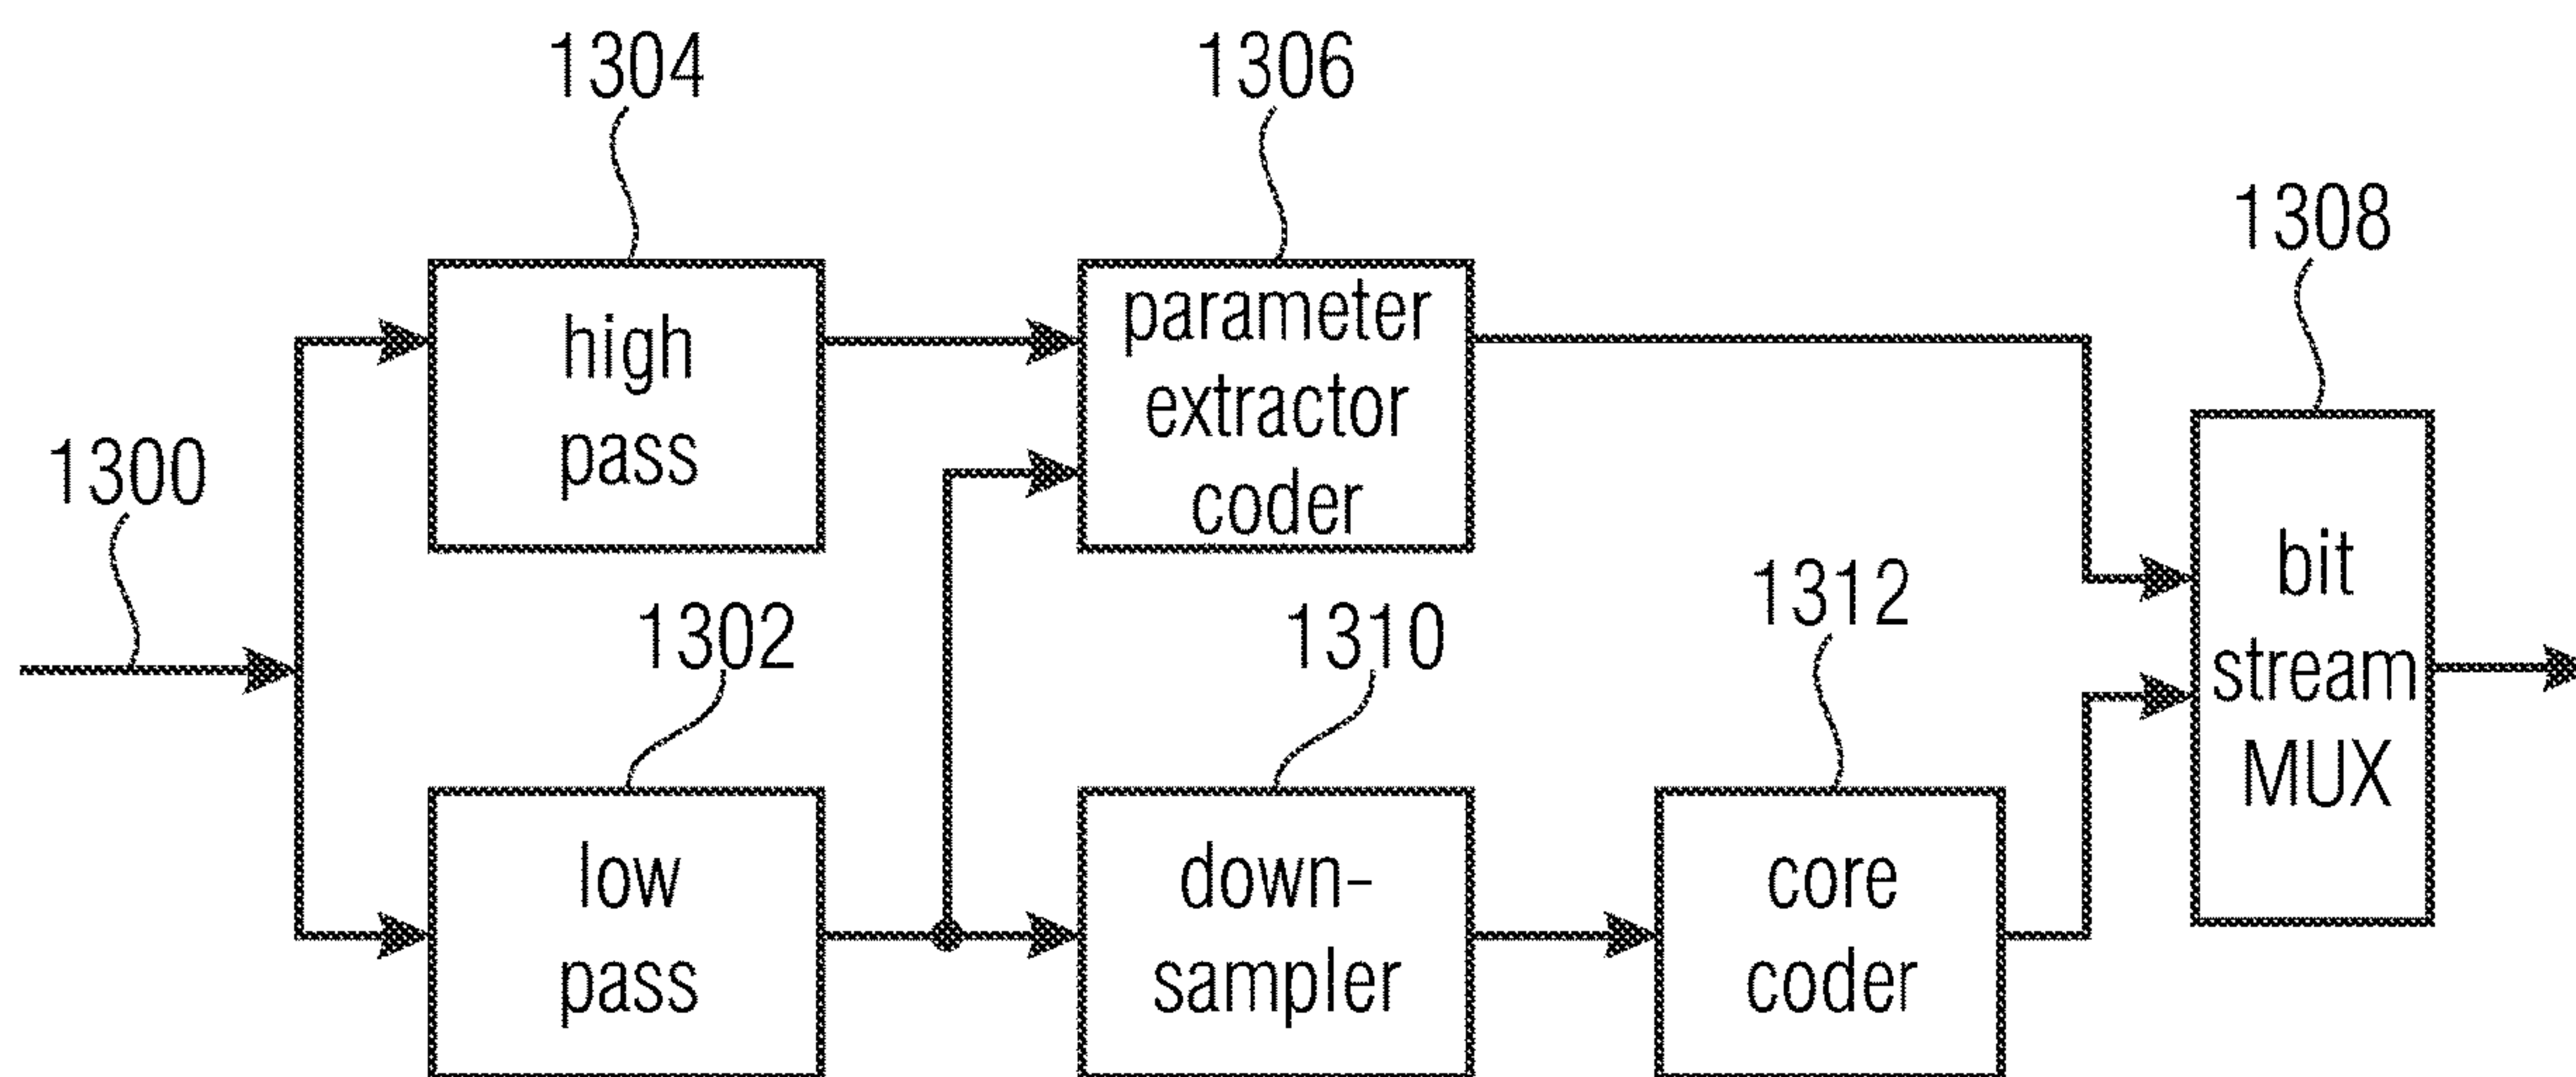 1304
1306
1308
high
pass
parameter
extractor
coder
1300
1302
1310
1312
bit
stream
MUX
low
pass
down-
sampler
core
coder